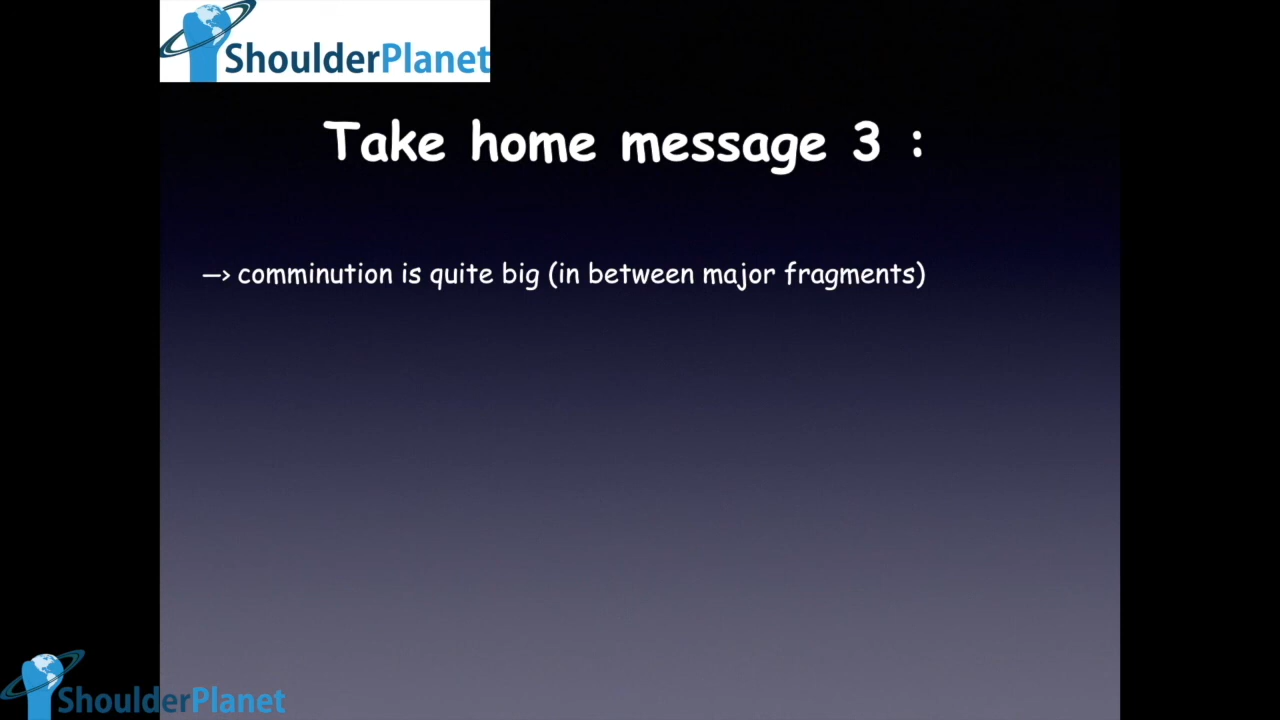 ShoulderPlanet
Take home message 3 :
—> comminution is quite big (in between major fragments)
ShoulderPlanet